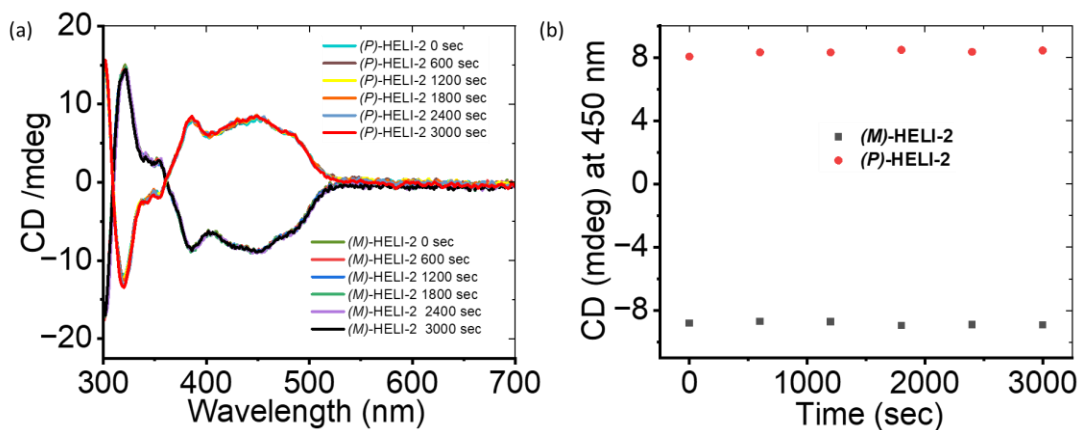 (a)
20
10
0
−10
−20
CD /mdeg
(P)-HELI-2 0 sec
(P)-HELI-2 600 sec
(P)-HELI-2 1200 sec
(P)-HELI-2 1800 sec
(P)-HELI-2 2400 sec
(P)-HELI-2 3000 sec
(M)-HELI-2 0 sec
(M)-HELI-2 600 sec
(M)-HELI-2 1200 sec
(M)-HELI-2 1800 sec
(M)-HELI-2 2400 sec
(M)-HELI-2 3000 sec
300 400 500 600 700
Wavelength (nm)
(b)
8
4
0
−4
−8
CD (mdeg) at 450 nm
(M)-HELI-2
(P)-HELI-2
0 1000 2000 3000
Time (sec)